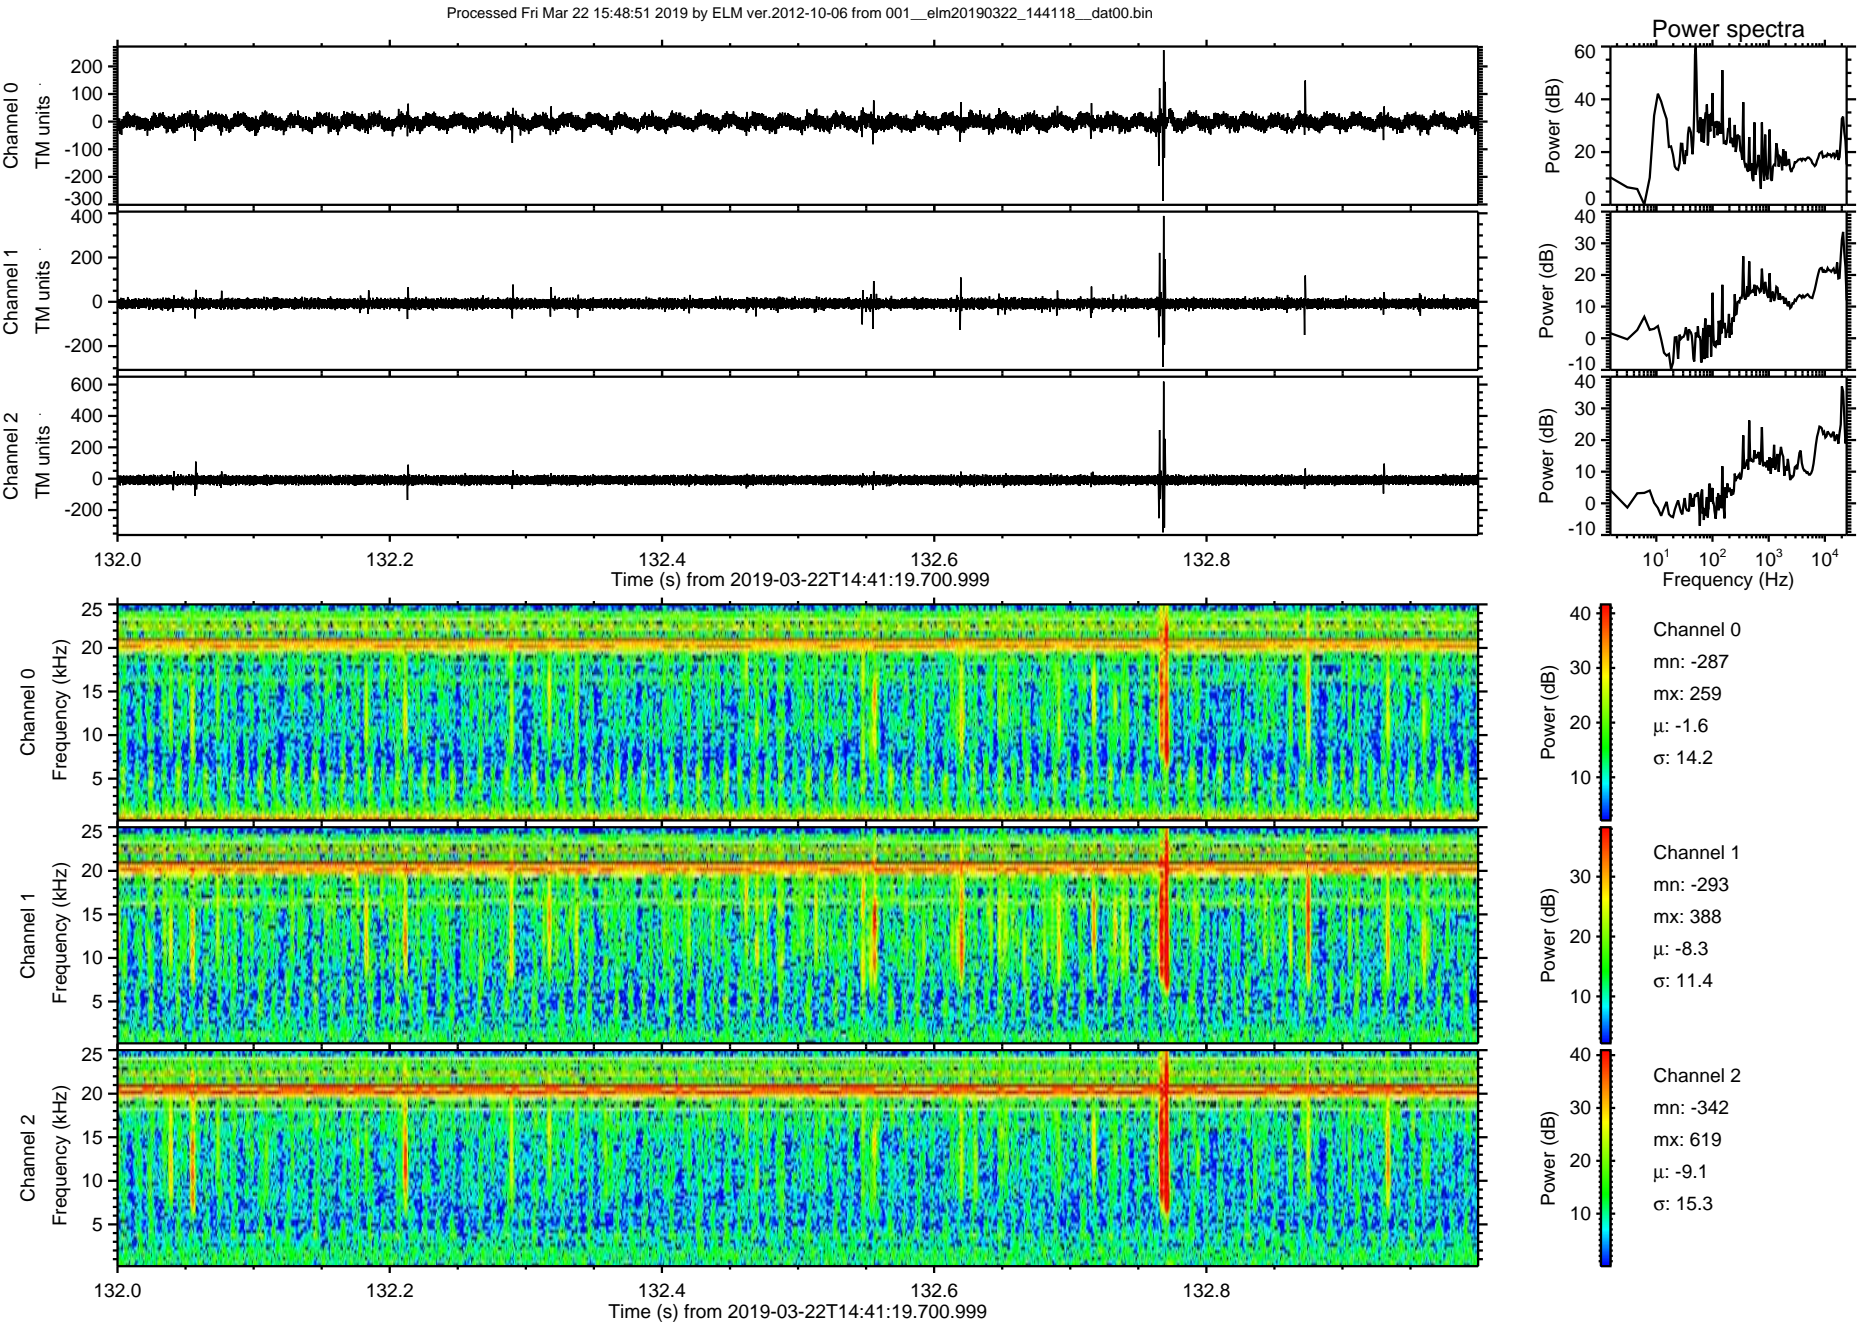 Processed Fri Mar 22 15:48:51 2019 by ELM ver.2012-10-06 from 001__elm20190322_144118__dat00.bin
Power spectra
Channel 0
TM units
200
100
0
-100
-200
-300
Power (dB)
60
40
20
0
Channel 1
TM units
400
200
0
-200
Power (dB)
40
30
20
10
0
-10
Channel 2
TM units
600
400
200
0
-200
Power (dB)
40
30
20
10
0
-10
132.0
132.2
132.4
132.6
132.8
Time (s) from 2019-03-22T14:41:19.700.999
10^1
10^2
10^3
10^4
Frequency (Hz)
Channel 0
Frequency (kHz)
25
20
15
10
5
Power (dB)
40
30
20
10
Channel 0
mn: -287
mx: 259
μ: -1.6
σ: 14.2
Channel 1
Frequency (kHz)
25
20
15
10
5
Power (dB)
30
20
10
Channel 1
mn: -293
mx: 388
μ: -8.3
σ: 11.4
Channel 2
Frequency (kHz)
25
20
15
10
5
Power (dB)
40
30
20
10
Channel 2
mn: -342
mx: 619
μ: -9.1
σ: 15.3
132.0
132.2
132.4
132.6
132.8
Time (s) from 2019-03-22T14:41:19.700.999